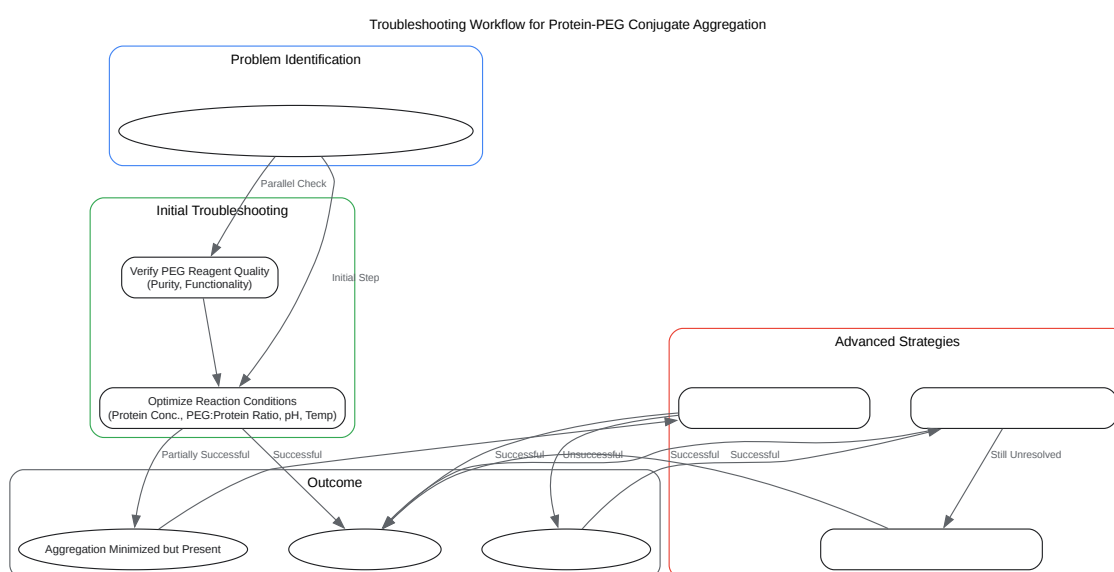 Troubleshooting Workflow for Protein-PEG Conjugate Aggregation
Problem Identification
Parallel Check
Initial Troubleshooting
Verify PEG Reagent Quality
(Purity, Functionality)
Initial Step
Advanced Strategies
Optimize Reaction Conditions
(Protein Conc., PEG:Protein Ratio, pH, Temp)
Partially Successful
Successful
Successful
Unsuccessful
Successful
Successful
Still Unresolved
Outcome
Aggregation Minimized but Present